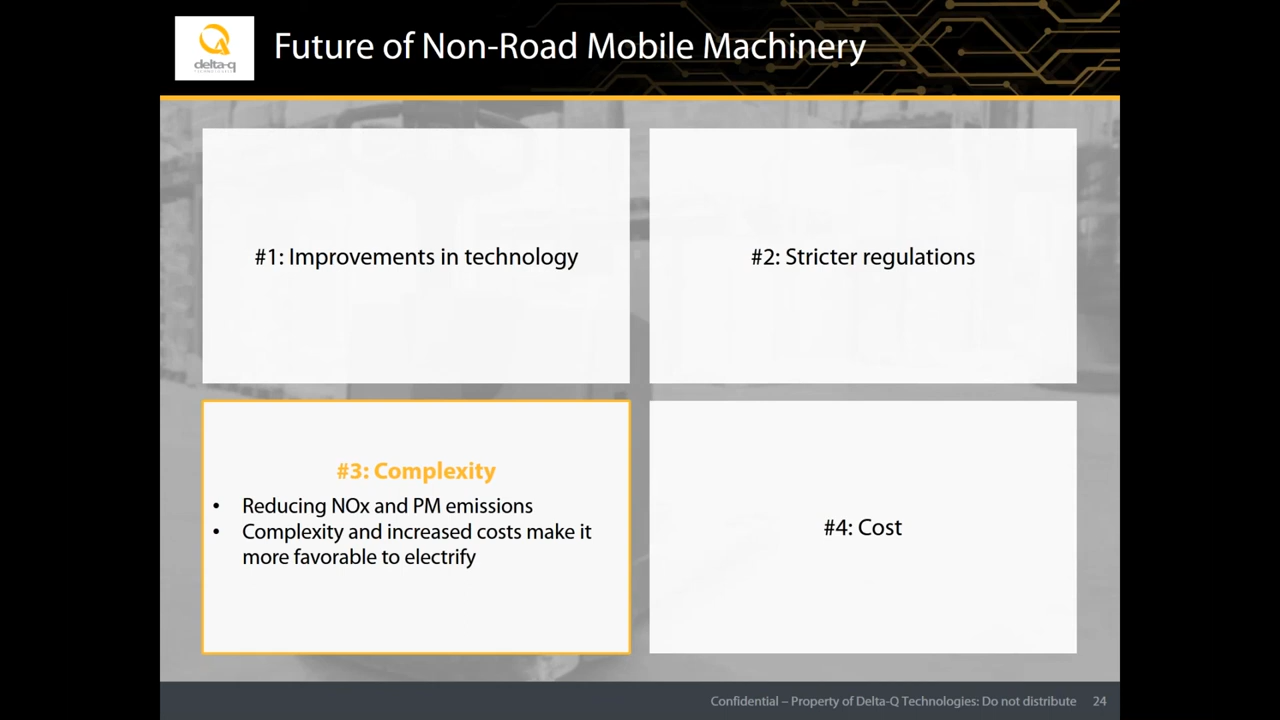 delta-q
TECHNOLOGIES
Future of Non-Road Mobile Machinery
#1: Improvements in technology
#2: Stricter regulations
#3: Complexity
• Reducing NOx and PM emissions
• Complexity and increased costs make it
more favorable to electrify
#4: Cost
Confidential – Property of Delta-Q Technologies: Do not distribute 24